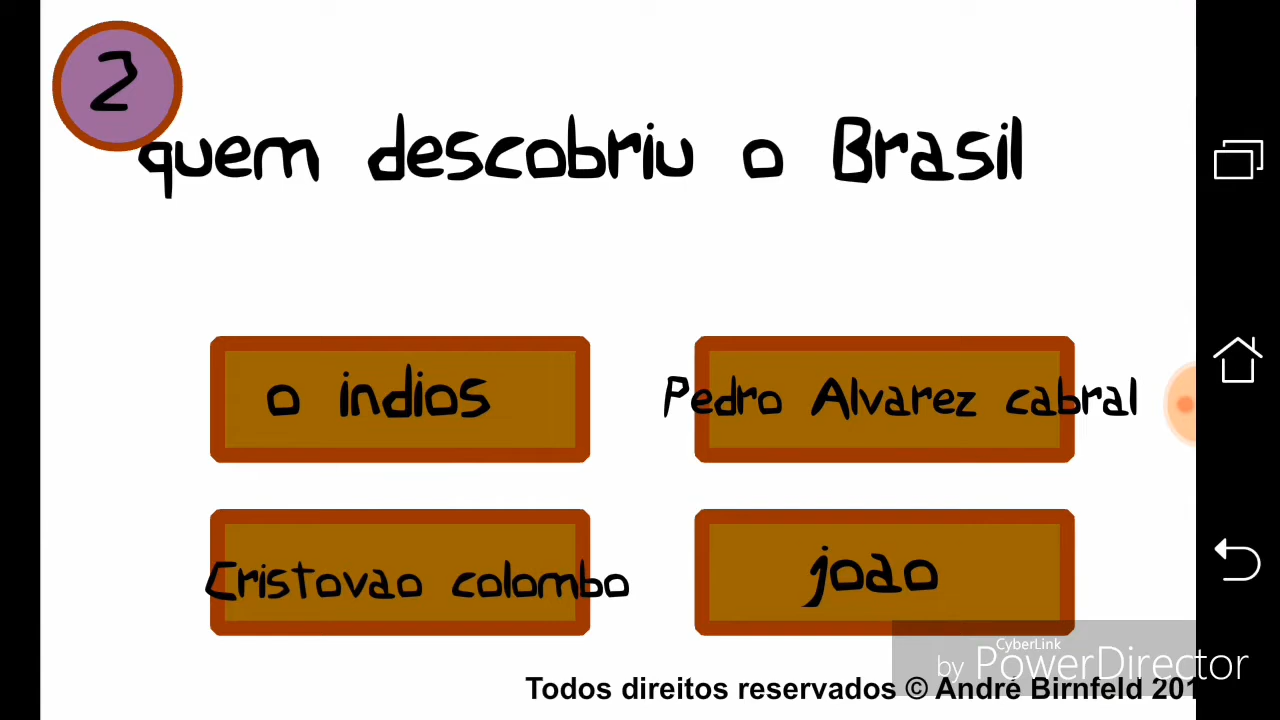 2
quem descobriu o Brasil
o indios
Pedro Alvarez cabral
Cristovao colombo
joao
CyberLink
by PowerDirector
Todos direitos reservados © André Birnfeld 201